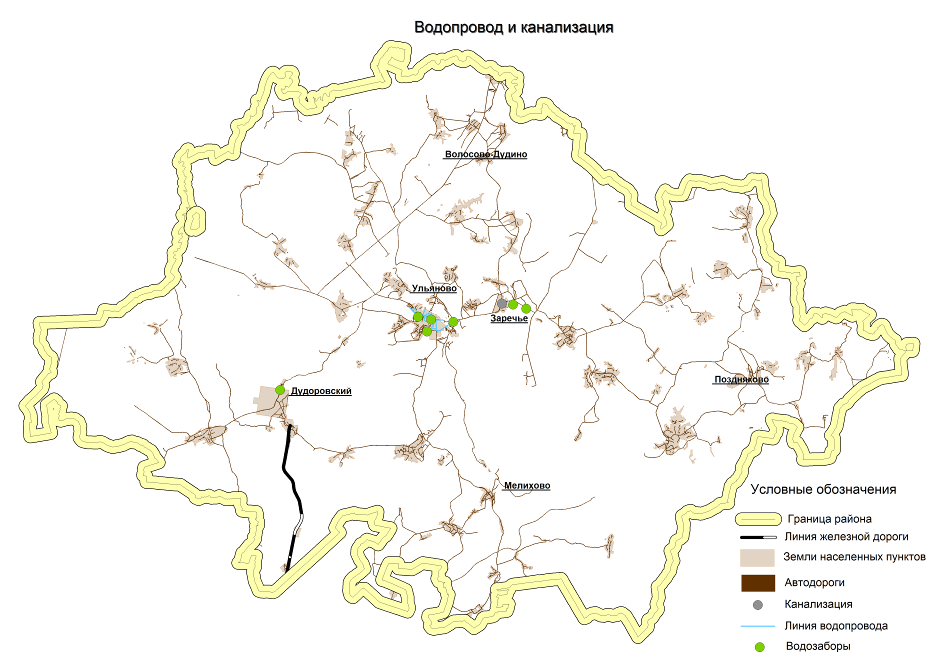 Водопровод и канализация
Волосово-Дудино
Ульяново
Заречье
Поздняково
Дудоровский
Мелихово
Условные обозначения
Граница района
Линия железной дороги
Земли населенных пунктов
Автодороги
Канализация
Линия водопровода
Водозаборы